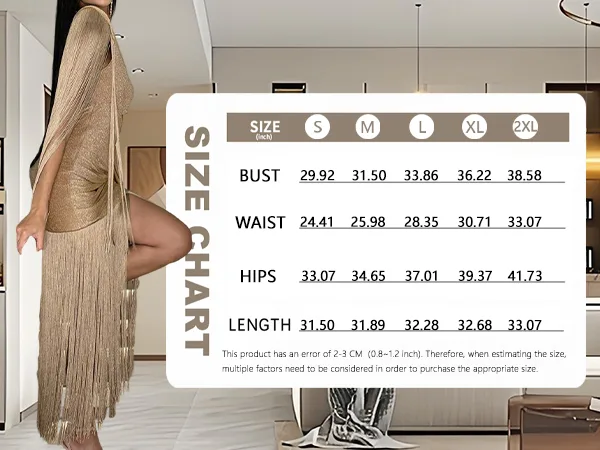 SIZE CHART
SIZE S M L XL 2XL
(inch)
BUST 29.92 31.50 33.86 36.22 38.58
WAIST 24.41 25.98 28.35 30.71 33.07
HIPS 33.07 34.65 37.01 39.37 41.73
LENGTH 31.50 31.89 32.28 32.68 33.07
This product has an error of 2-3 CM (0.8~1.2 inch). Therefore, when estimating the size,
multiple factors need to be considered in order to purchase the appropriate size.